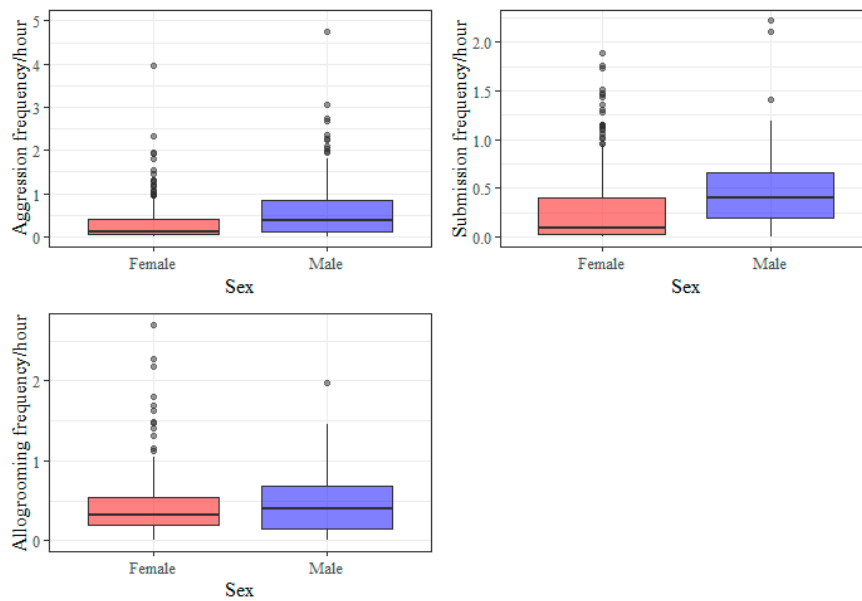 Aggression frequency/hour
5
4
3
2
1
0
Female
Male
Sex
Submission frequency/hour
2.0
1.5
1.0
0.5
0.0
Female
Male
Sex
Allogrooming frequency/hour
2
1
0
Female
Male
Sex